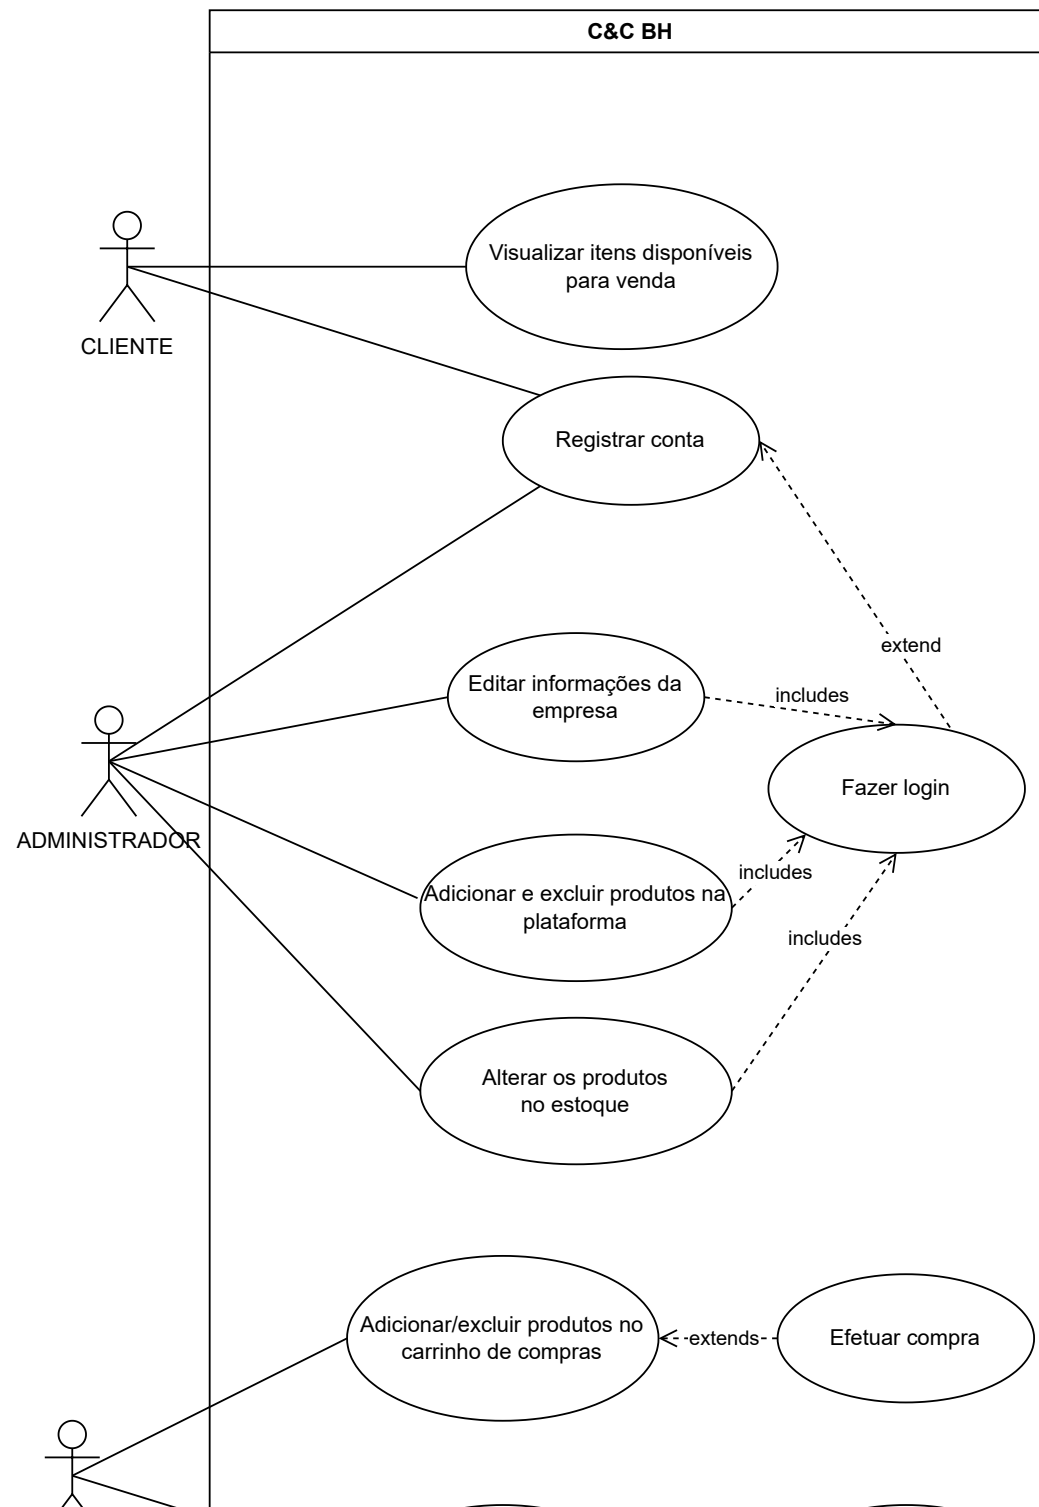 C&C BH
Visualizar itens disponíveis
para venda
CLIENTE
Registrar conta
extend
Editar informações da
empresa
includes
Fazer login
ADMINISTRADOR
includes
Adicionar e excluir produtos na
plataforma
includes
Alterar os produtos
no estoque
Adicionar/excluir produtos no
carrinho de compras
extends
Efetuar compra